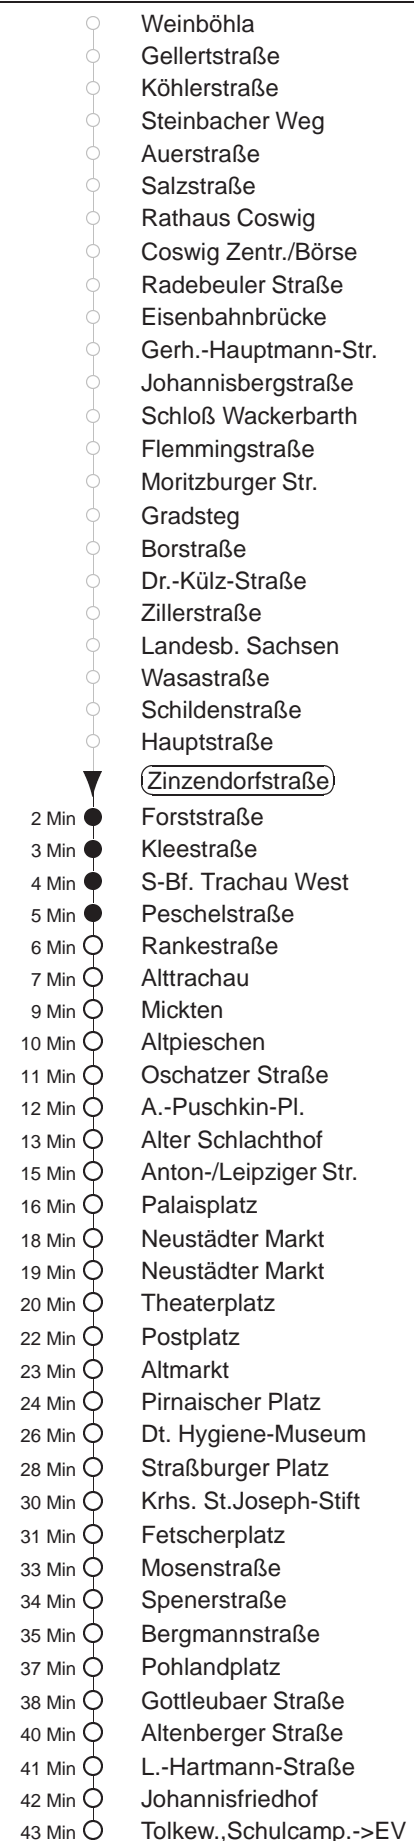 Weinböhla
Gellertstraße
Köhlerstraße
Steinbacher Weg
Auerstraße
Salzstraße
Rathaus Coswig
Coswig Zentr./Börse
Radebeuler Straße
Eisenbahnbrücke
Gerh.-Hauptmann-Str.
Johannisbergstraße
Schloß Wackerbarth
Flemmingstraße
Moritzburger Str.
Gradsteg
Borstraße
Dr.-Külz-Straße
Zillerstraße
Landesb. Sachsen
Wasastraße
Schildenstraße
Hauptstraße
Zinzendorfstraße
2 Min Forststraße
3 Min Kleestraße
4 Min S-Bf. Trachau West
5 Min Peschelstraße
6 Min Rankestraße
7 Min Alttrachau
9 Min Mickten
10 Min Altpieschen
11 Min Oschatzer Straße
12 Min A.-Puschkin-Pl.
13 Min Alter Schlachthof
15 Min Anton-/Leipziger Str.
16 Min Palaisplatz
18 Min Neustädter Markt
19 Min Neustädter Markt
20 Min Theaterplatz
22 Min Postplatz
23 Min Altmarkt
24 Min Pirnaischer Platz
26 Min Dt. Hygiene-Museum
28 Min Straßburger Platz
30 Min Krhs. St.Joseph-Stift
31 Min Fetscherplatz
33 Min Mosenstraße
34 Min Spenerstraße
35 Min Bergmannstraße
37 Min Pohlandplatz
38 Min Gottleubaer Straße
40 Min Altenberger Straße
41 Min L.-Hartmann-Straße
42 Min Johannisfriedhof
43 Min Tolkew.,Schulcamp.->EV